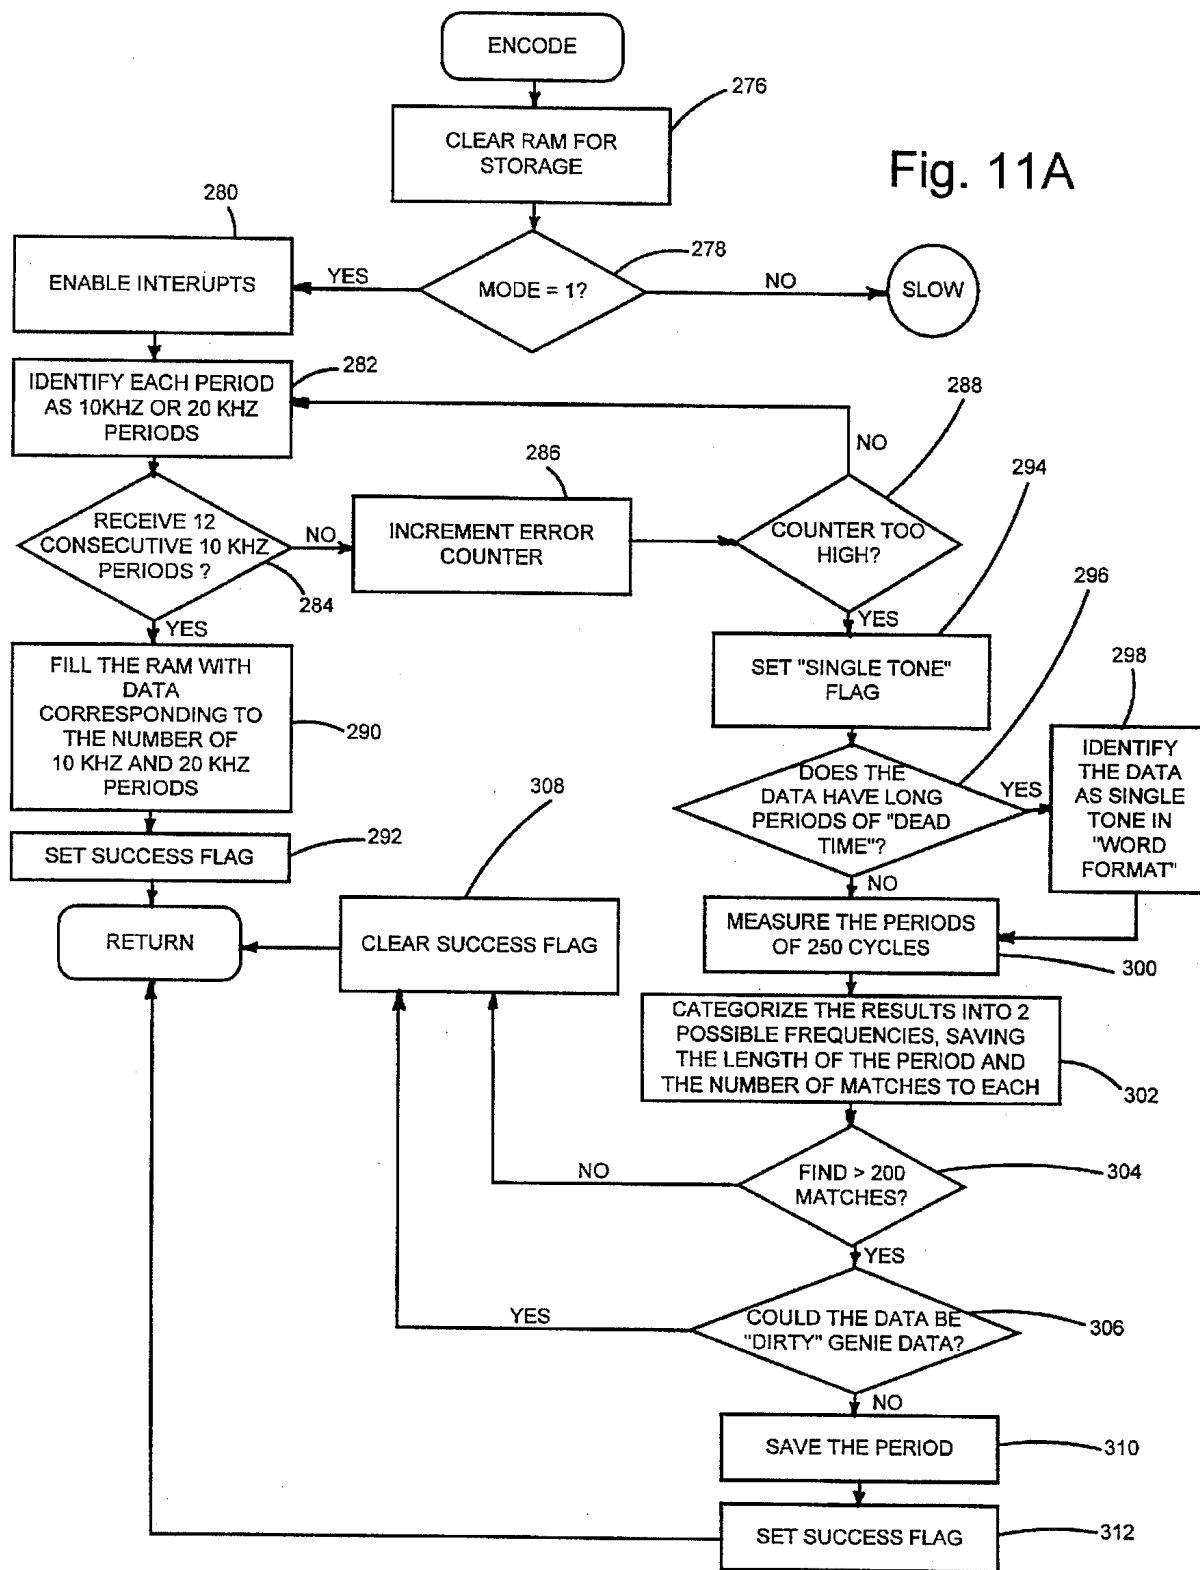 ENCODE
276
CLEAR RAM FOR
STORAGE
Fig. 11A
280
278
ENABLE INTERUPTS
YES
MODE = 1?
NO
SLOW
282
IDENTIFY EACH PERIOD
AS 10KHZ OR 20 KHZ
PERIODS
288
NO
286
294
RECEIVE 12
CONSECUTIVE 10 KHZ
PERIODS ?
NO
INCREMENT ERROR
COUNTER
COUNTER TOO
HIGH?
284
296
YES
YES
FILL THE RAM WITH
DATA
CORRESPONDING TO
THE NUMBER OF
10 KHZ AND 20 KHZ
PERIODS
290
SET "SINGLE TONE"
FLAG
298
IDENTIFY
THE DATA
AS SINGLE
TONE IN
"WORD
FORMAT"
DOES THE
DATA HAVE LONG
PERIODS OF "DEAD
TIME"?
YES
308
292
SET SUCCESS FLAG
NO
RETURN
CLEAR SUCCESS FLAG
MEASURE THE PERIODS
OF 250 CYCLES
300
CATEGORIZE THE RESULTS INTO 2
POSSIBLE FREQUENCIES, SAVING
THE LENGTH OF THE PERIOD AND
THE NUMBER OF MATCHES TO EACH
302
NO
FIND > 200
MATCHES?
304
YES
YES
COULD THE DATA BE
"DIRTY" GENIE DATA?
306
NO
SAVE THE PERIOD
310
SET SUCCESS FLAG
312